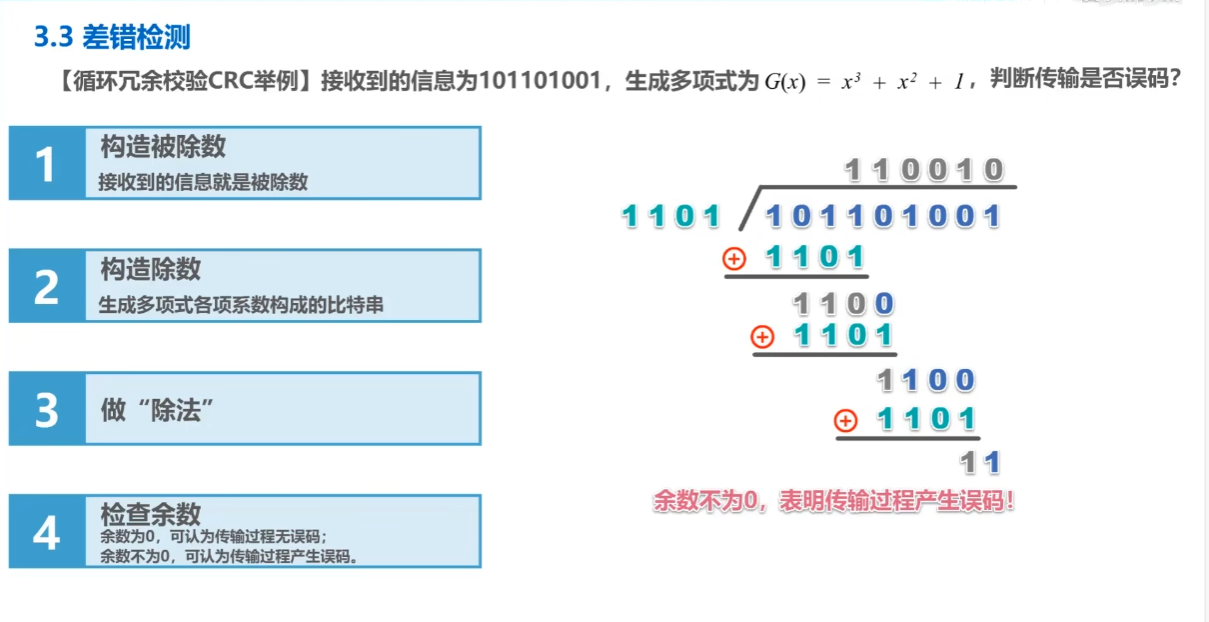 3.3 差错检测
【循环冗余校验CRC举例】接收到的信息为101101001，生成多项式为 G(x) = x³ + x² + 1，判断传输是否误码？
1
构造被除数
接收到的信息就是被除数
2
构造除数
生成多项式各项系数构成的比特串
3
做“除法”
4
检查余数
余数为0，可认为传输过程无误码；
余数不为0，可认为传输过程产生误码。
110010
1101 101101001
⊕ 1101
1100
⊕ 1101
1100
⊕ 1101
11
余数不为0，表明传输过程产生误码！